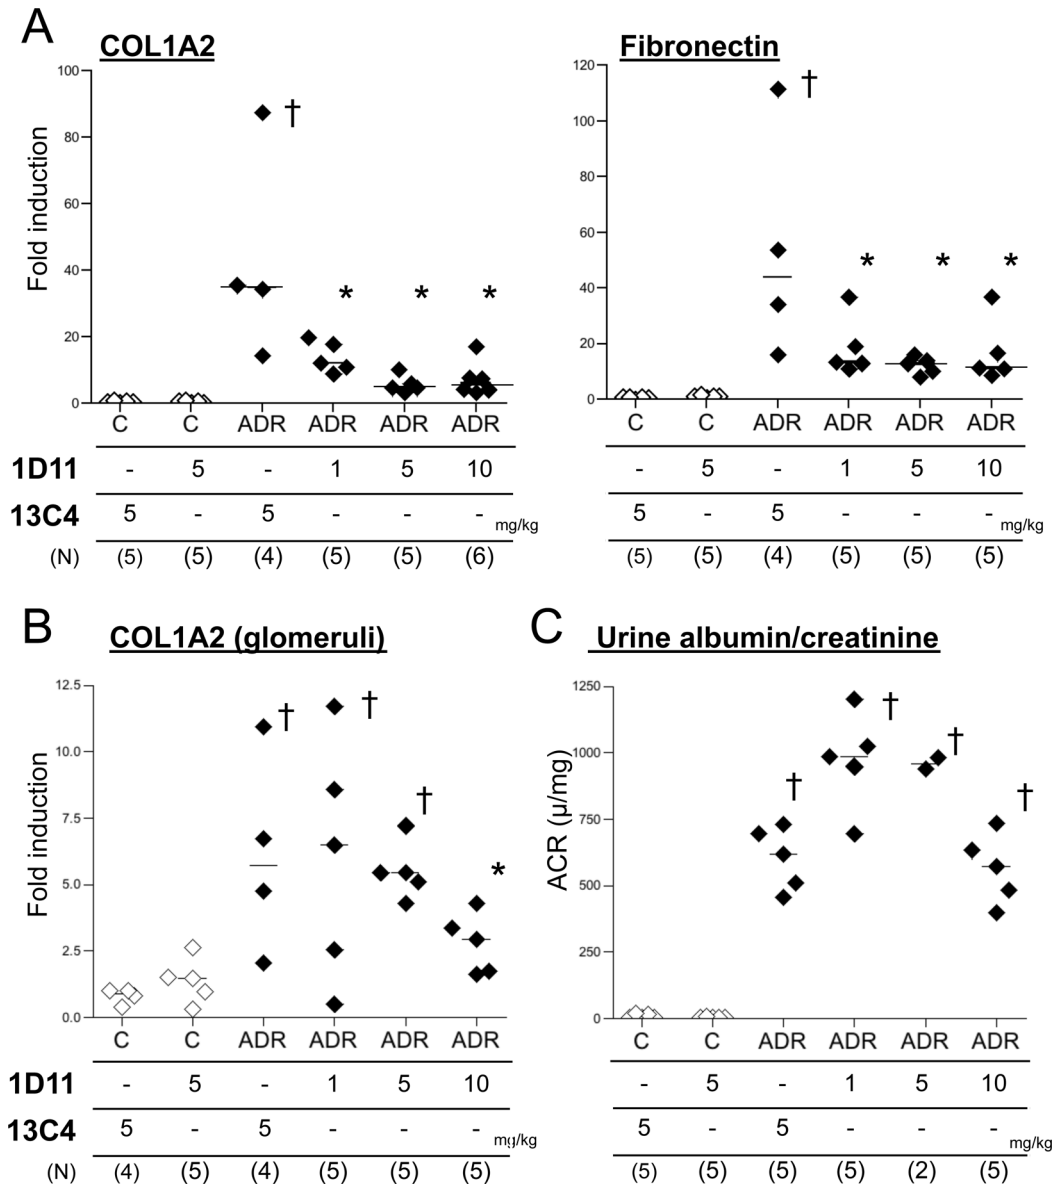 A
COL1A2
Fibronectin
Fold induction
100
80
60
40
20
0
†
*
*
*
C
C
ADR
ADR
ADR
ADR
1D11
-
5
-
1
5
10
13C4
5
-
5
-
-
-
mg/kg
(N)
(5)
(5)
(4)
(5)
(5)
(6)
120
100
80
60
40
20
0
†
*
*
*
C
C
ADR
ADR
ADR
ADR
-
5
-
1
5
10
5
-
5
-
-
-
mg/kg
(5)
(5)
(4)
(5)
(5)
(5)
B
COL1A2 (glomeruli)
Fold induction
12.5
10.0
7.5
5.0
2.5
0.0
†
†
†
*
C
C
ADR
ADR
ADR
ADR
1D11
-
5
-
1
5
10
13C4
5
-
5
-
-
-
mg/kg
(N)
(4)
(5)
(4)
(5)
(5)
(5)
C
Urine albumin/creatinine
ACR (µ/mg)
1250
1000
750
500
250
0
†
†
†
†
C
C
ADR
ADR
ADR
ADR
-
5
-
1
5
10
5
-
5
-
-
-
mg/kg
(5)
(5)
(5)
(5)
(2)
(5)